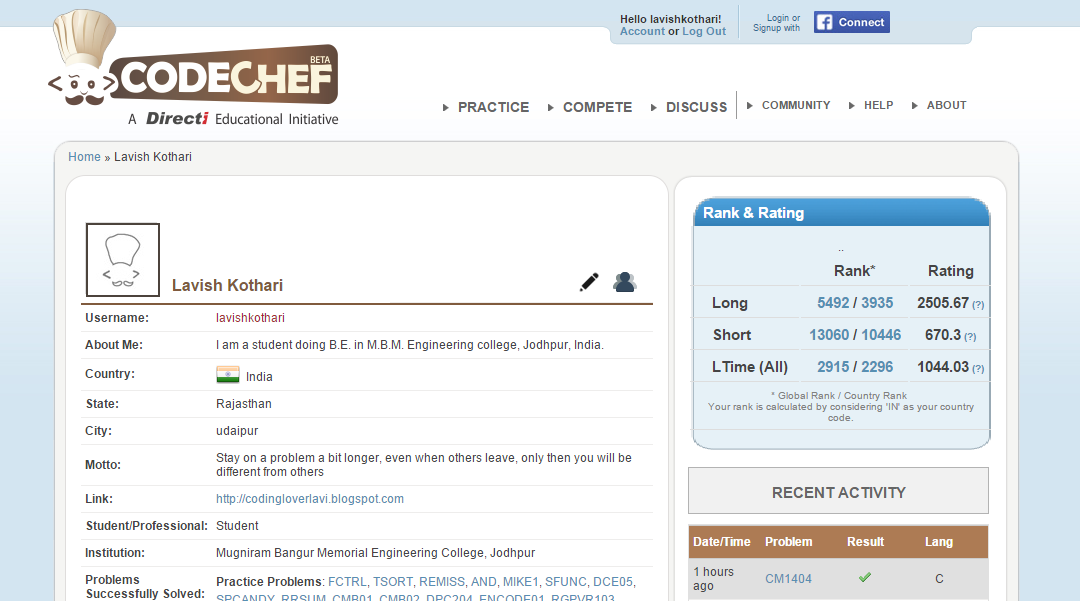 Hello lavishkothari!
Account or Log Out
Login or
Signup with
Connect
CODECHEF
BETA
A Directi Educational Initiative
PRACTICE
COMPETE
DISCUSS
COMMUNITY
HELP
ABOUT
Home » Lavish Kothari
Lavish Kothari
Username: lavishkothari
About Me: I am a student doing B.E. in M.B.M. Engineering college, Jodhpur, India.
Country: India
State: Rajasthan
City: udaipur
Motto: Stay on a problem a bit longer, even when others leave, only then you will be
different from others
Link: http://codingloverlavi.blogspot.com
Student/Professional: Student
Institution: Mugniram Bangur Memorial Engineering College, Jodhpur
Problems
Successfully Solved:
Practice Problems: FCTRL, TSORT, REMISS, AND, MIKE1, SFUNC, DCE05,
SPCANDY, RRSUM, CMB01, CMB02, DPC204, ENCODE01, RGPVR103,
Rank & Rating
..
Rank* Rating
Long 5492 / 3935 2505.67 (?)
Short 13060 / 10446 670.3 (?)
LTime (All) 2915 / 2296 1044.03 (?)
* Global Rank / Country Rank
Your rank is calculated by considering 'IN' as your country
code.
RECENT ACTIVITY
Date/Time Problem Result Lang
1 hours
ago
CM1404 C